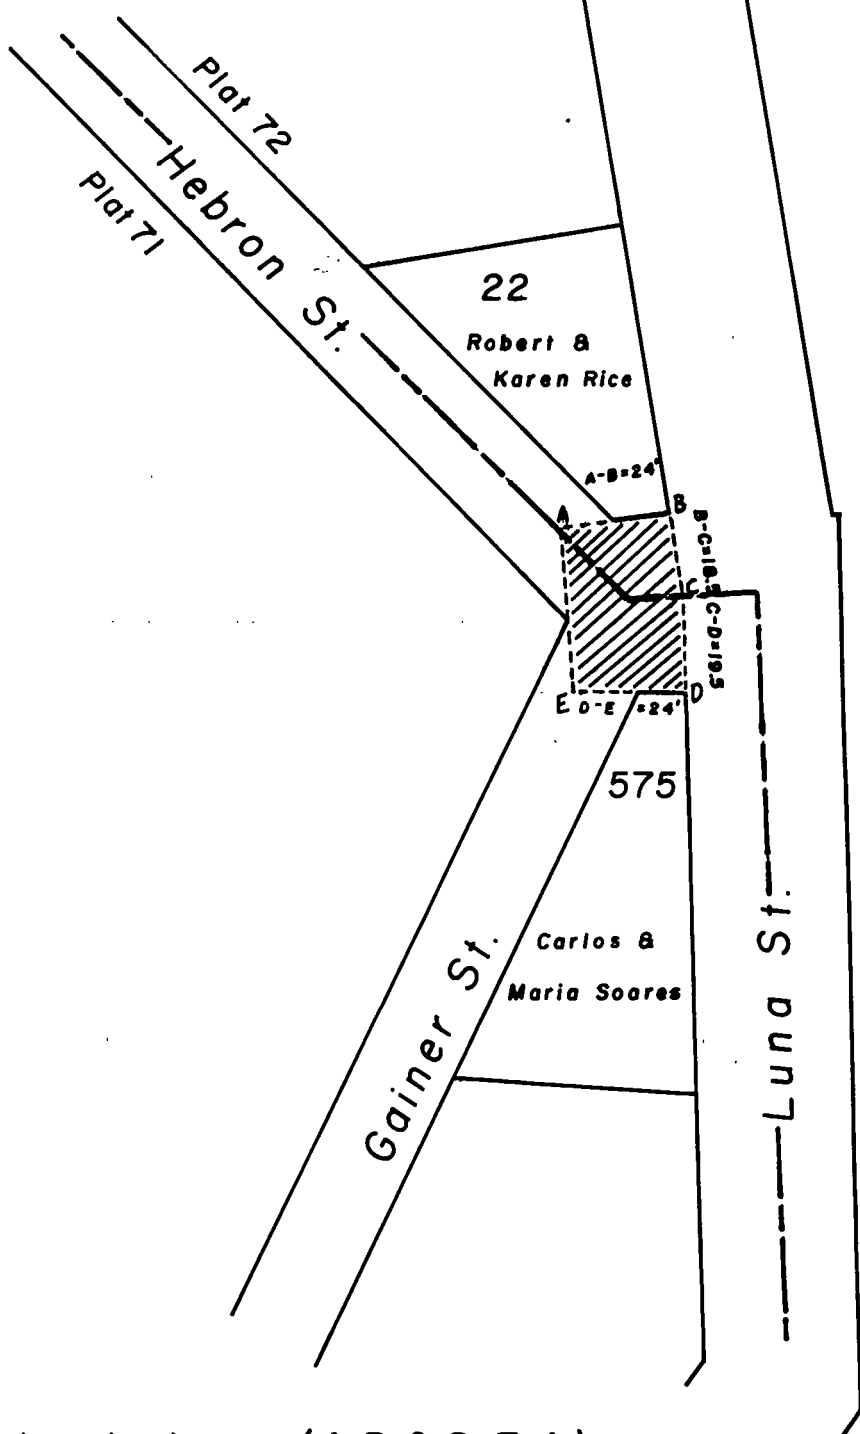 Plat 72
Hebron St.
Plat 71
22
Robert &
Karen Rice
A-B=24'
A
B
B-C=18.5
C
C-D=19.5
E
D-E =24'
D
575
Carlos &
Maria Soares
Gainer St.
Luna St.